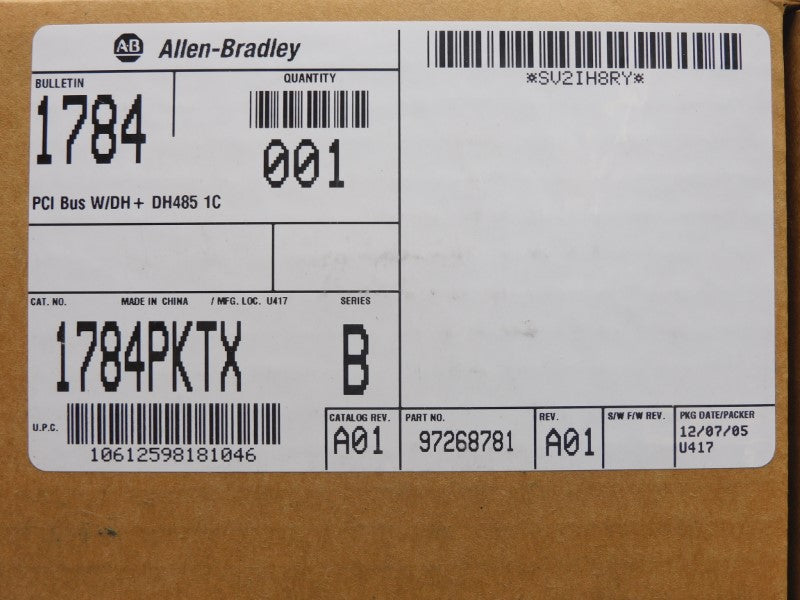 AB Allen-Bradley
*SV2IH8RY*
BULLETIN
1784
QUANTITY
001
PCI Bus W/DH+ DH485 1C
CAT. NO. MADE IN CHINA / MFG. LOC. U417 SERIES
1784PKTX B
U.P.C.
10612598181046
CATALOG REV.
A01
PART NO.
97268781
REV.
A01
S/W F/W REV.
PKG DATE/PACKER
12/07/05
U417